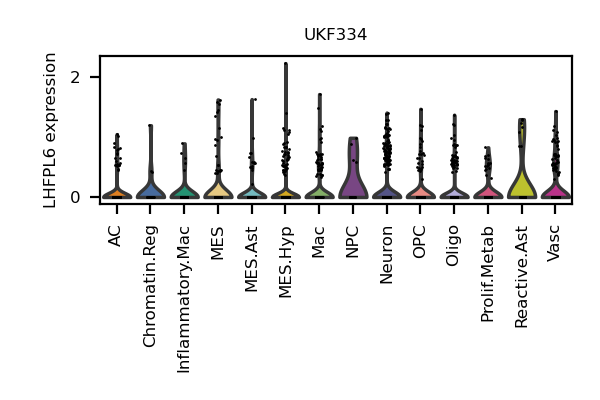 UKF334
LHFPL6 expression
2
0
AC
Chromatin.Reg
Inflammatory.Mac
MES
MES.Ast
MES.Hyp
Mac
NPC
Neuron
OPC
Oligo
Prolif.Metab
Reactive.Ast
Vasc